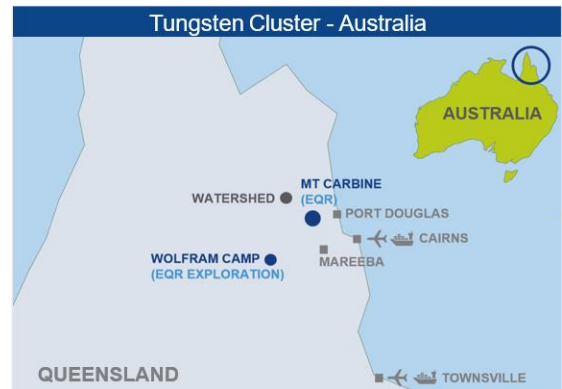 Tungsten Cluster - Australia
AUSTRALIA
MT CARBINE
(EQR)
WATERSHED
PORT DOUGLAS
CAIRNS
MAREEBA
WOLFRAM CAMP
(EQR EXPLORATION)
QUEENSLAND
TOWNSVILLE